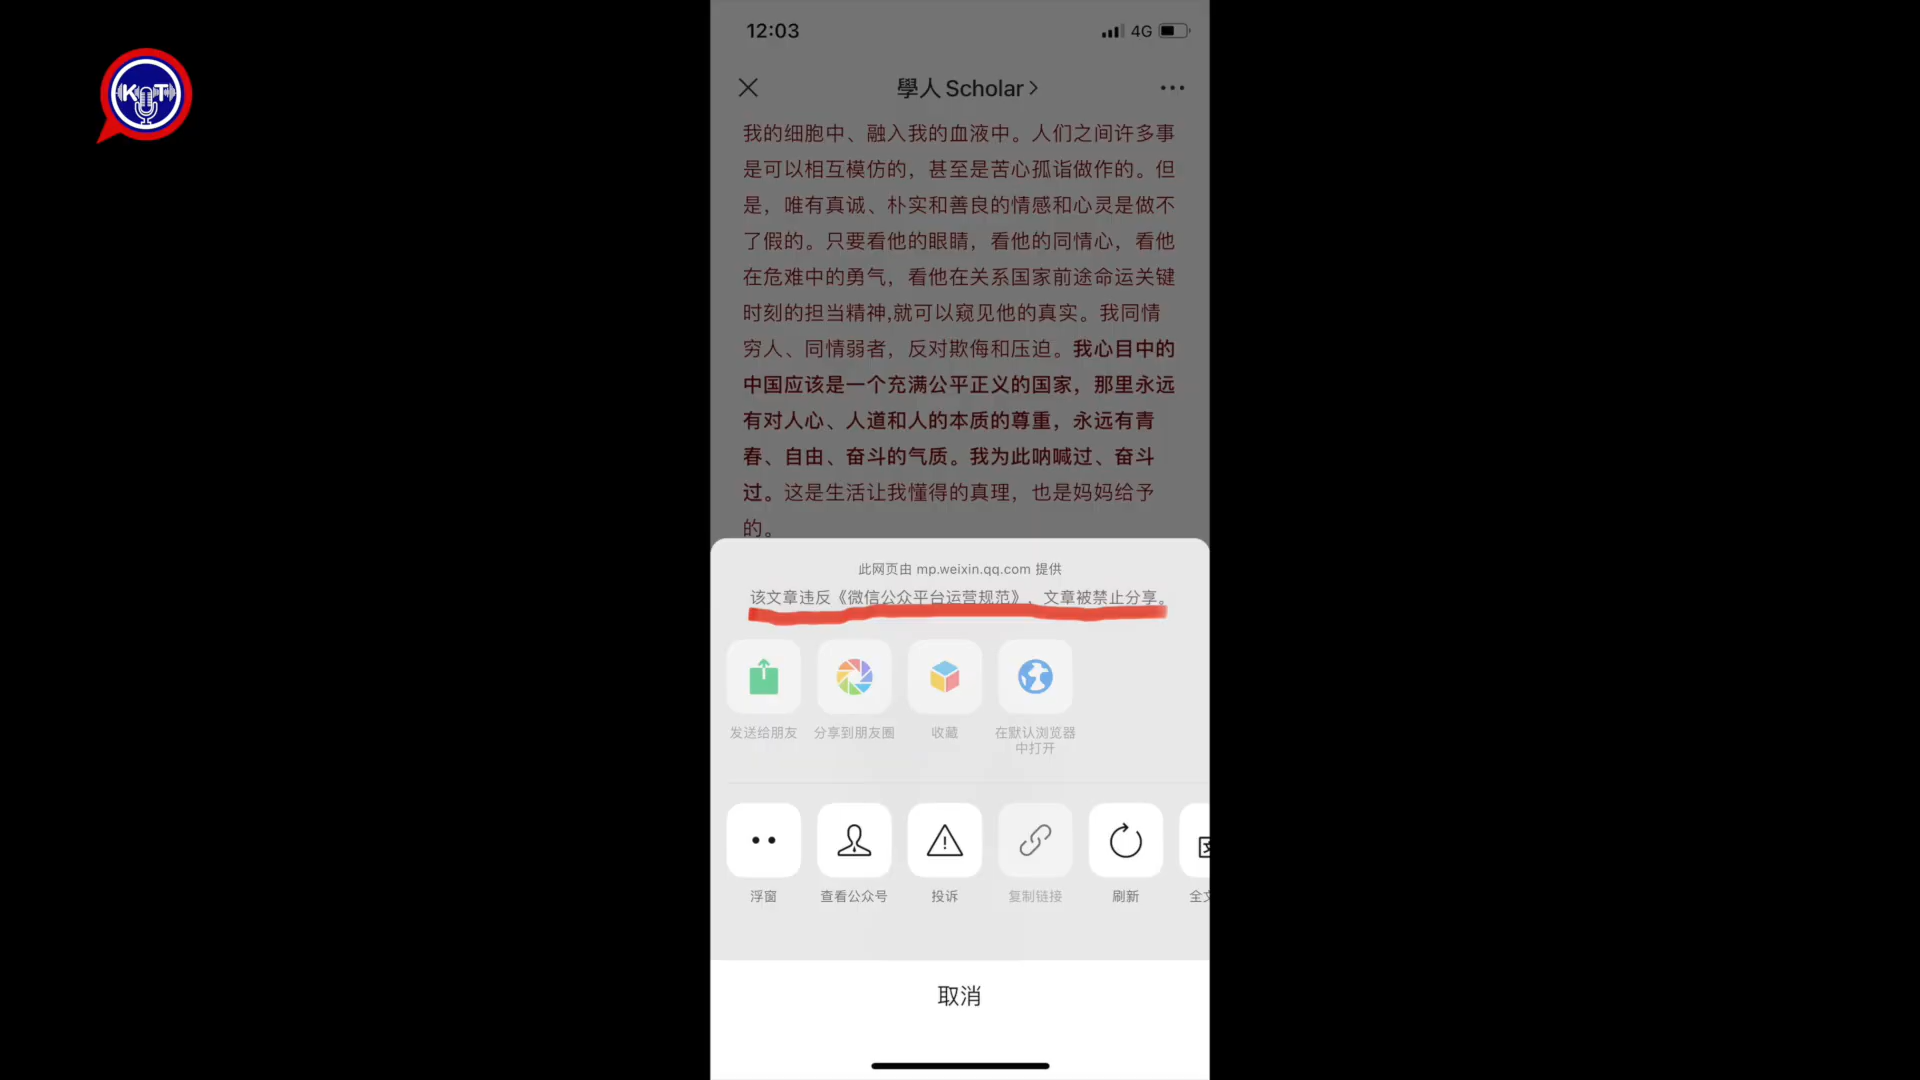 12:03
4G
KT
學人 Scholar
我的细胞中、融入我的血液中。人们之间许多事
是可以相互模仿的，甚至是苦心孤诣做作的。但
是，唯有真诚、朴实和善良的情感和心灵是做不
了假的。只要看他的眼睛，看他的同情心，看他
在危难中的勇气，看他在关系国家前途命运关键
时刻的担当精神,就可以窥见他的真实。我同情
穷人、同情弱者，反对欺侮和压迫。我心目中的
中国应该是一个充满公平正义的国家，那里永远
有对人心、人道和人的本质的尊重，永远有青
春、自由、奋斗的气质。我为此呐喊过、奋斗
过。这是生活让我懂得的真理，也是妈妈给予
的。
此网页由 mp.weixin.qq.com 提供
该文章违反《微信公众平台运营规范》，文章被禁止分享。
发送给朋友
分享到朋友圈
收藏
在默认浏览器
中打开
浮窗
查看公众号
投诉
复制链接
刷新
全文
取消